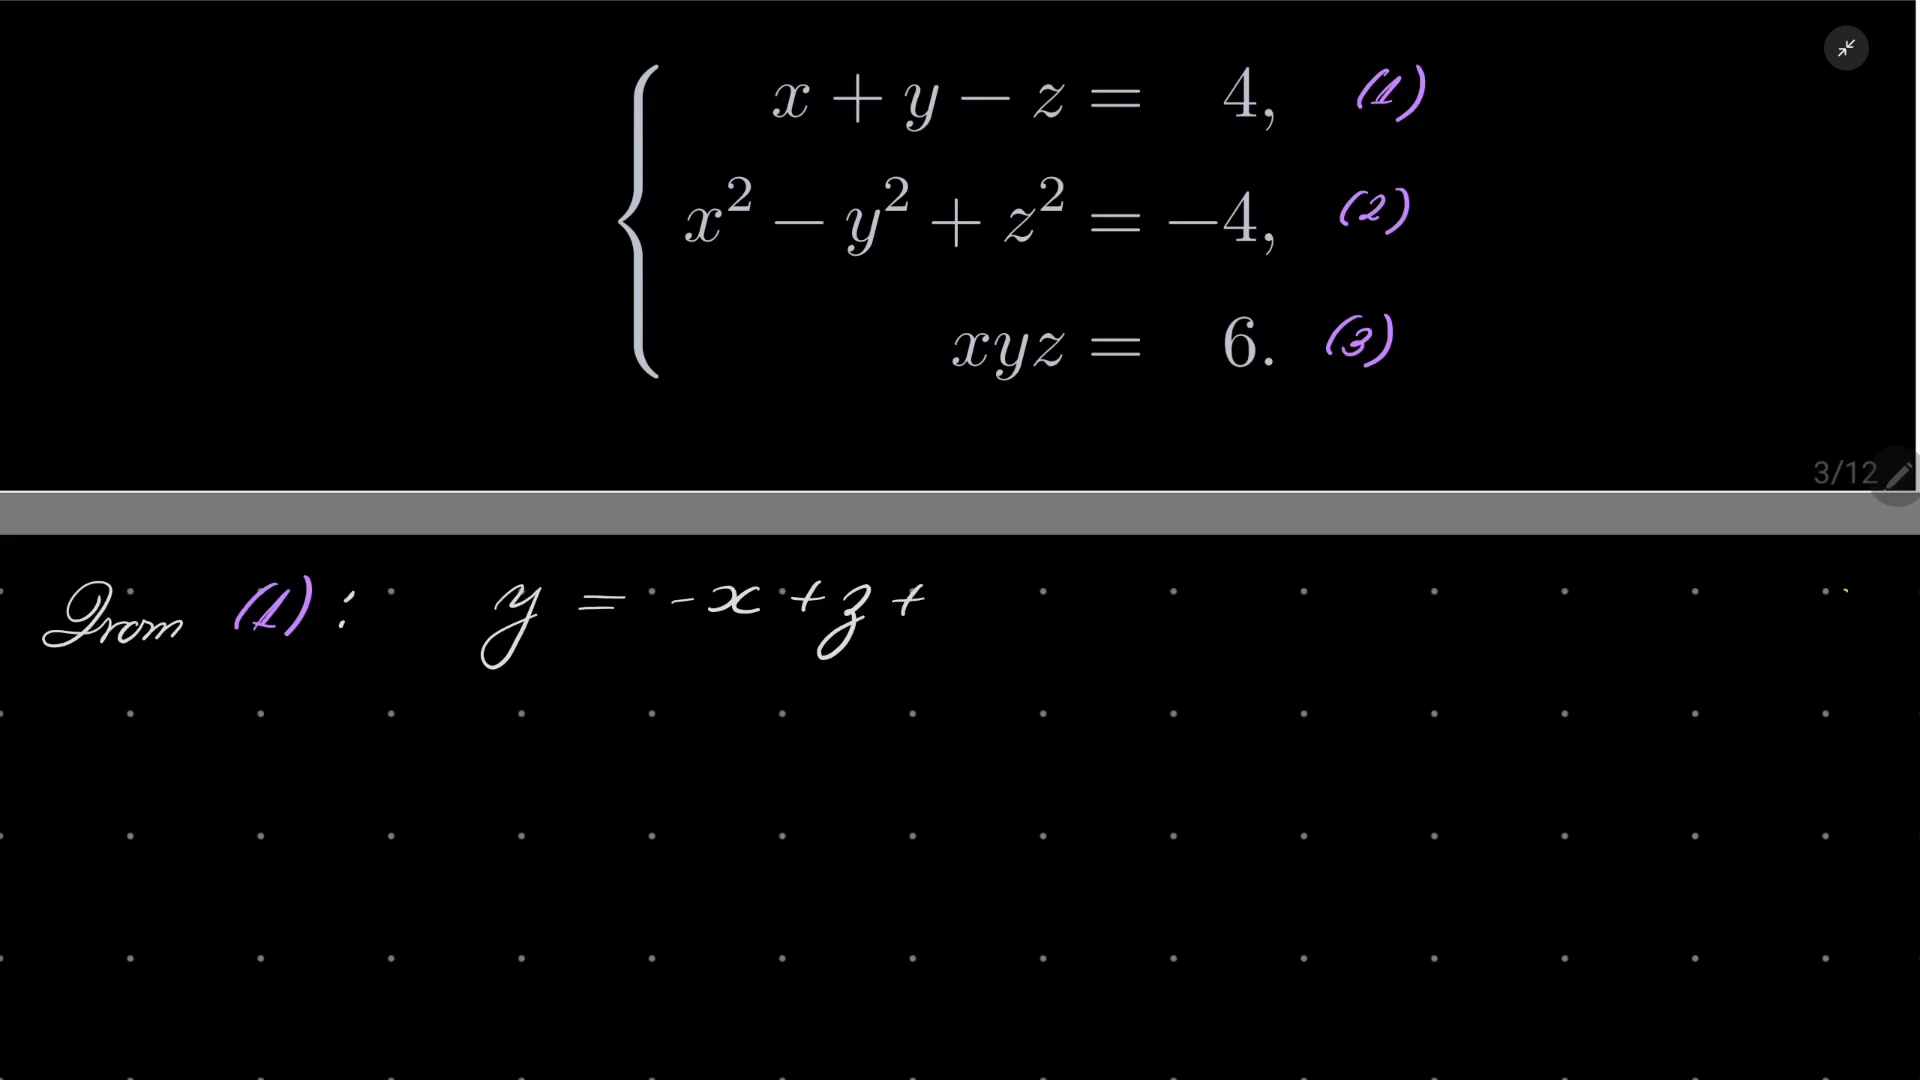 x + y − z = 4, (1)
x² − y² + z² = −4, (2)
xyz = 6. (3)
3/12
From (1): y = -x + z +